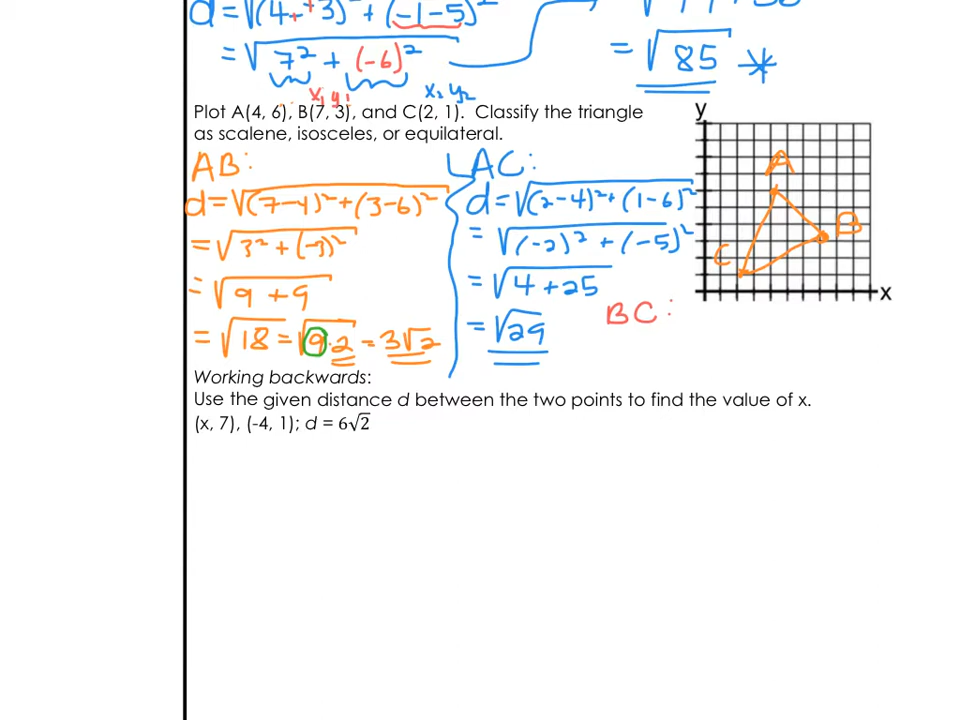 d = √(4 - + 3)² + (-1 - 5)²
= √7² + (-6)²
= √85 *
x₁ y₁ x₂ y₂
Plot A(4, 6), B(7, 3), and C(2, 1). Classify the triangle
as scalene, isosceles, or equilateral.
y
x
A
B
C
AB:
d = √(7-4)² + (3-6)²
= √3² + (-3)²
= √9 + 9
= √18 = √9·2 = 3√2
AC:
d = √(2-4)² + (1-6)²
= √(-2)² + (-5)²
= √4 + 25
= √29
BC:
Working backwards:
Use the given distance d between the two points to find the value of x.
(x, 7), (-4, 1); d = 6√2